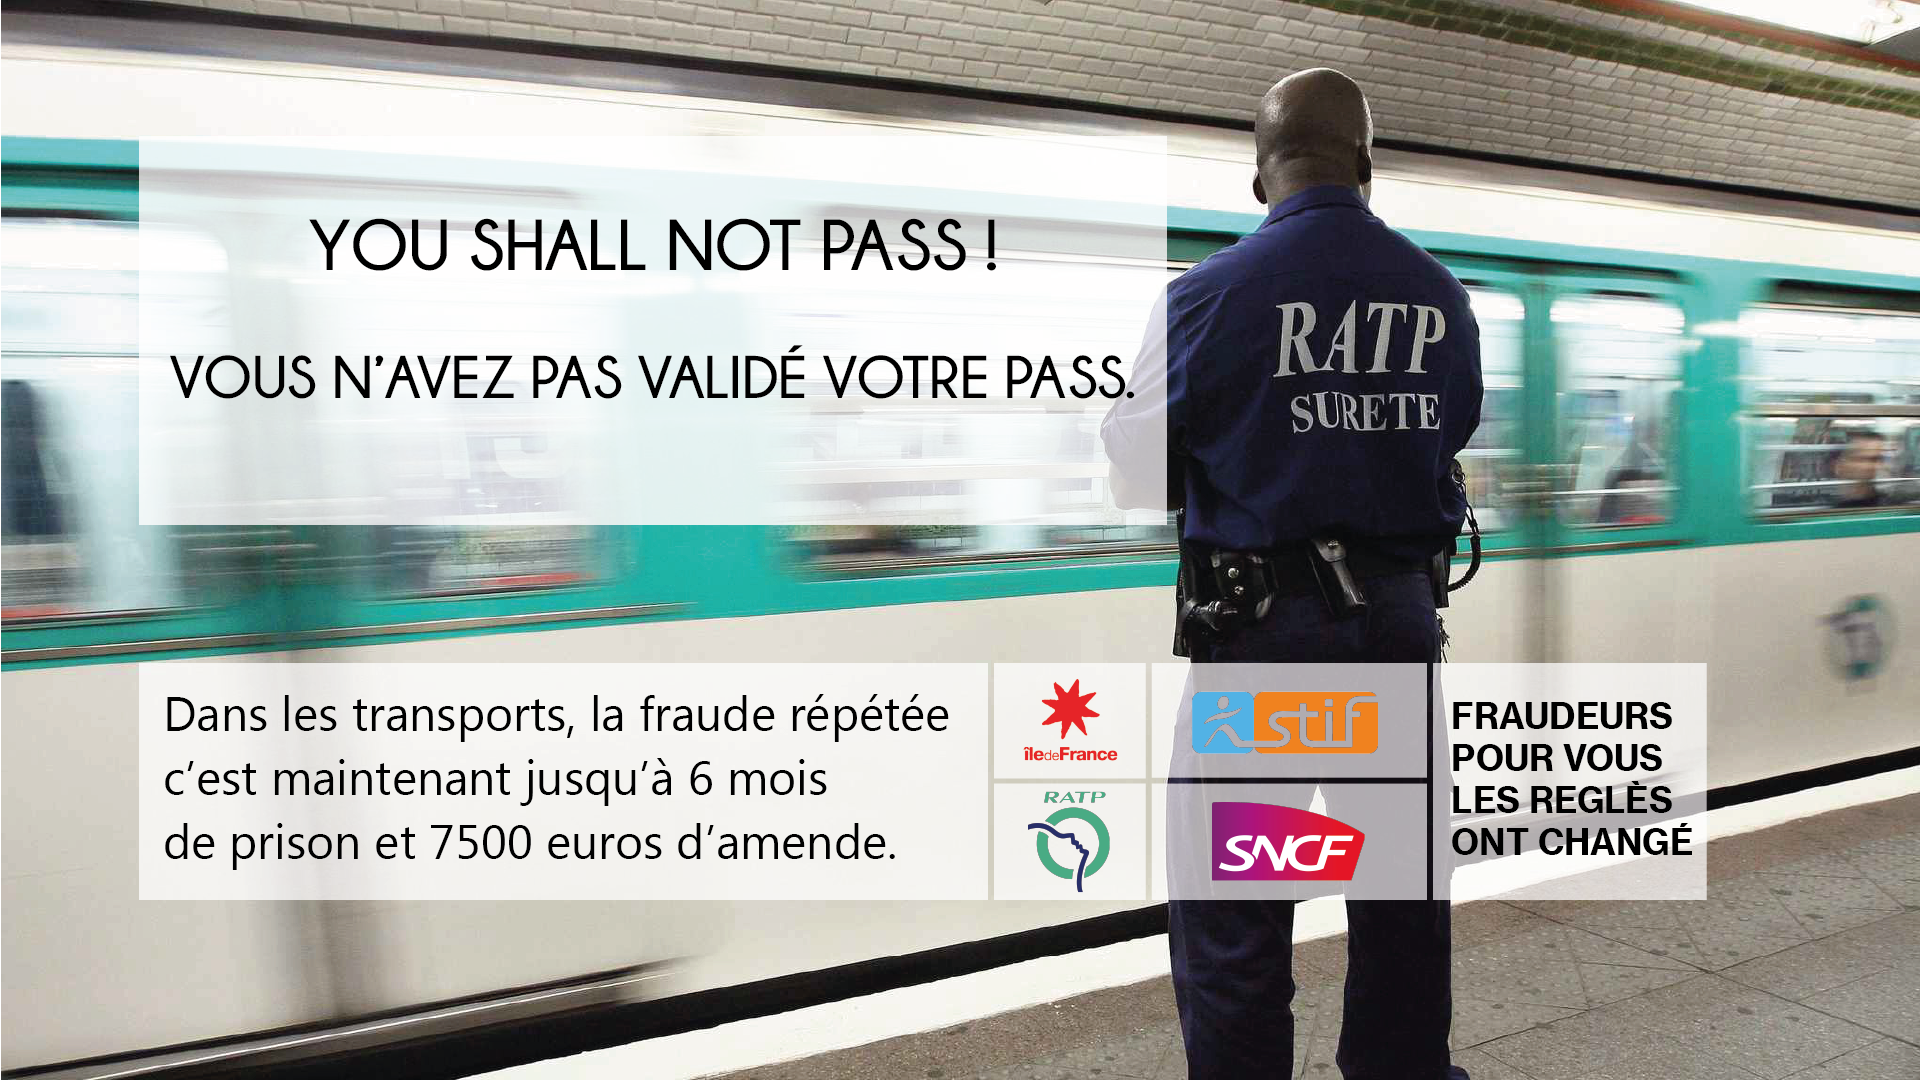 YOU SHALL NOT PASS !
VOUS N’AVEZ PAS VALIDÉ VOTRE PASS.
RATP
SURETE
Dans les transports, la fraude répétée
c’est maintenant jusqu’à 6 mois
de prison et 7500 euros d’amende.
îledeFrance
stif
RATP
SNCF
FRAUDEURS
POUR VOUS
LES REGLÈS
ONT CHANGÉ